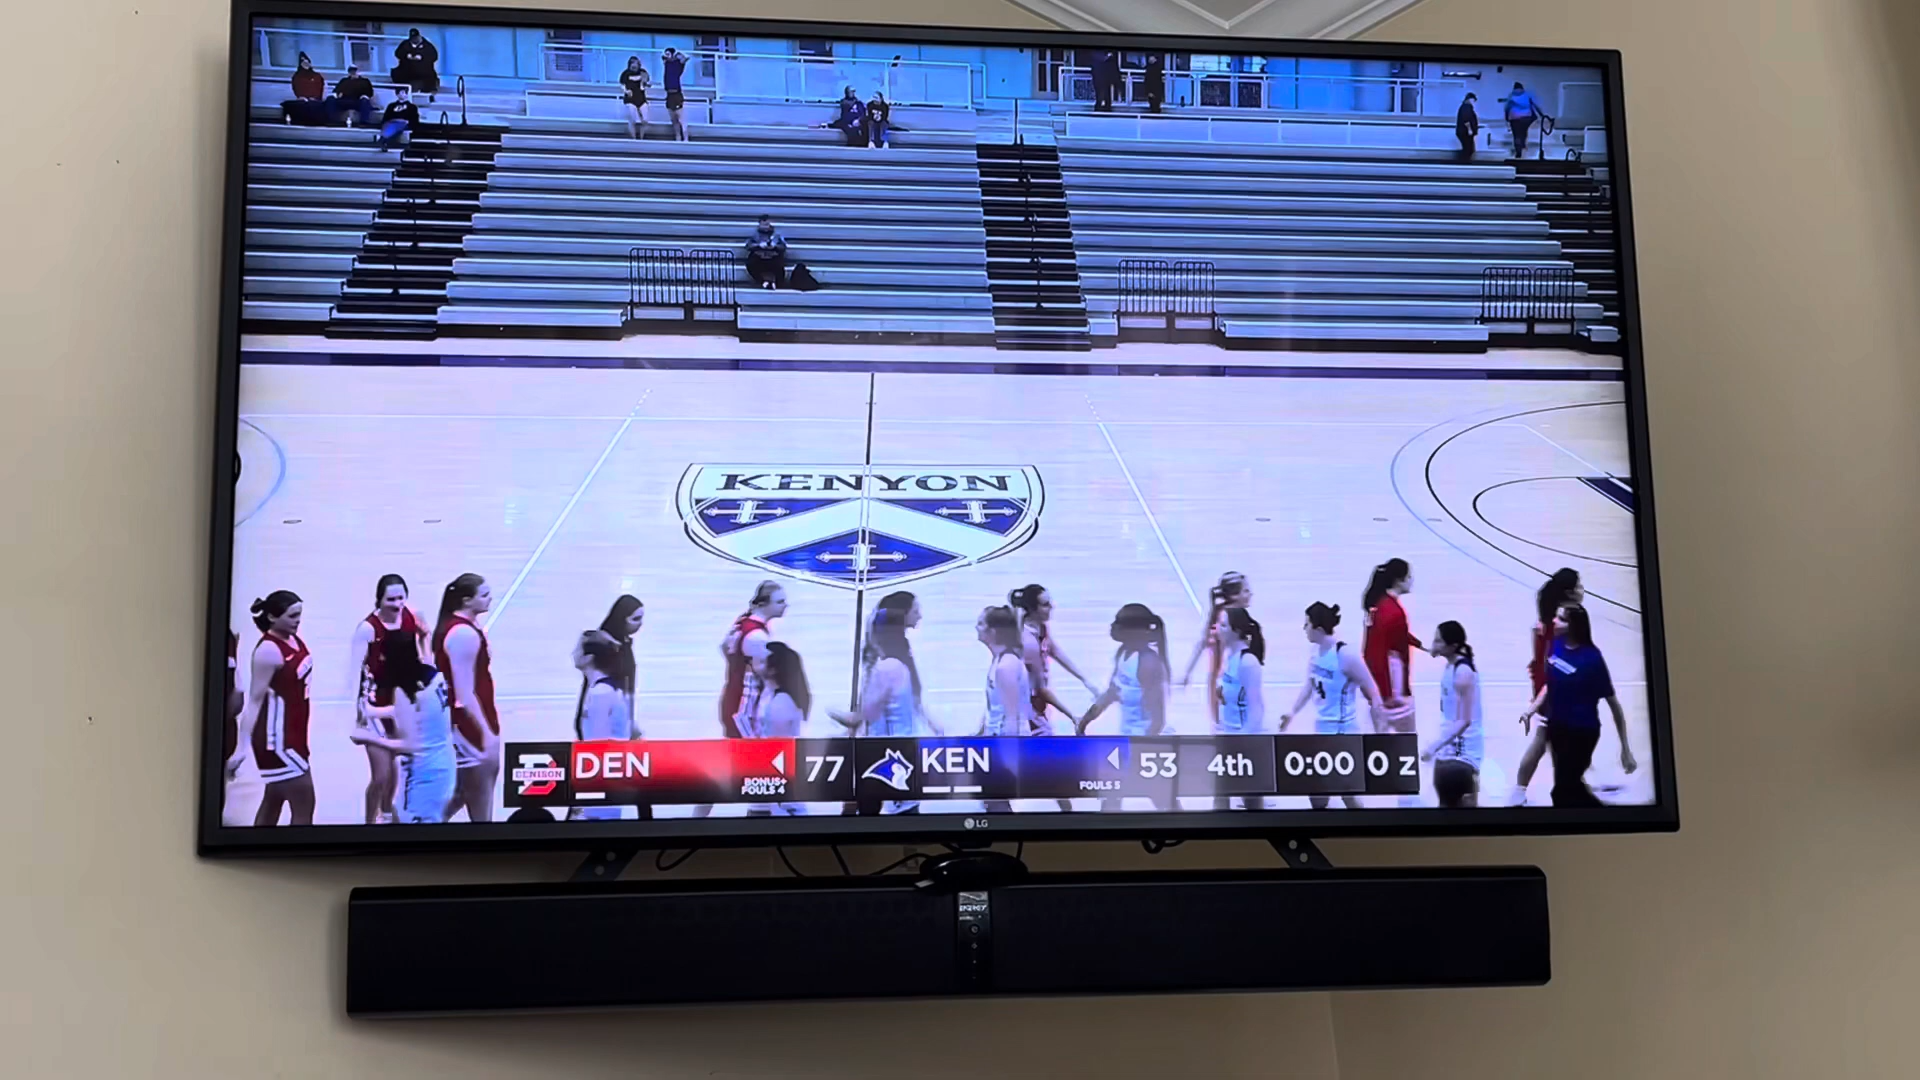 KENYON
DENISON
DEN
BONUS+
FOULS 4
77
KEN
FOULS 5
53
4th
0:00
0 z
LG